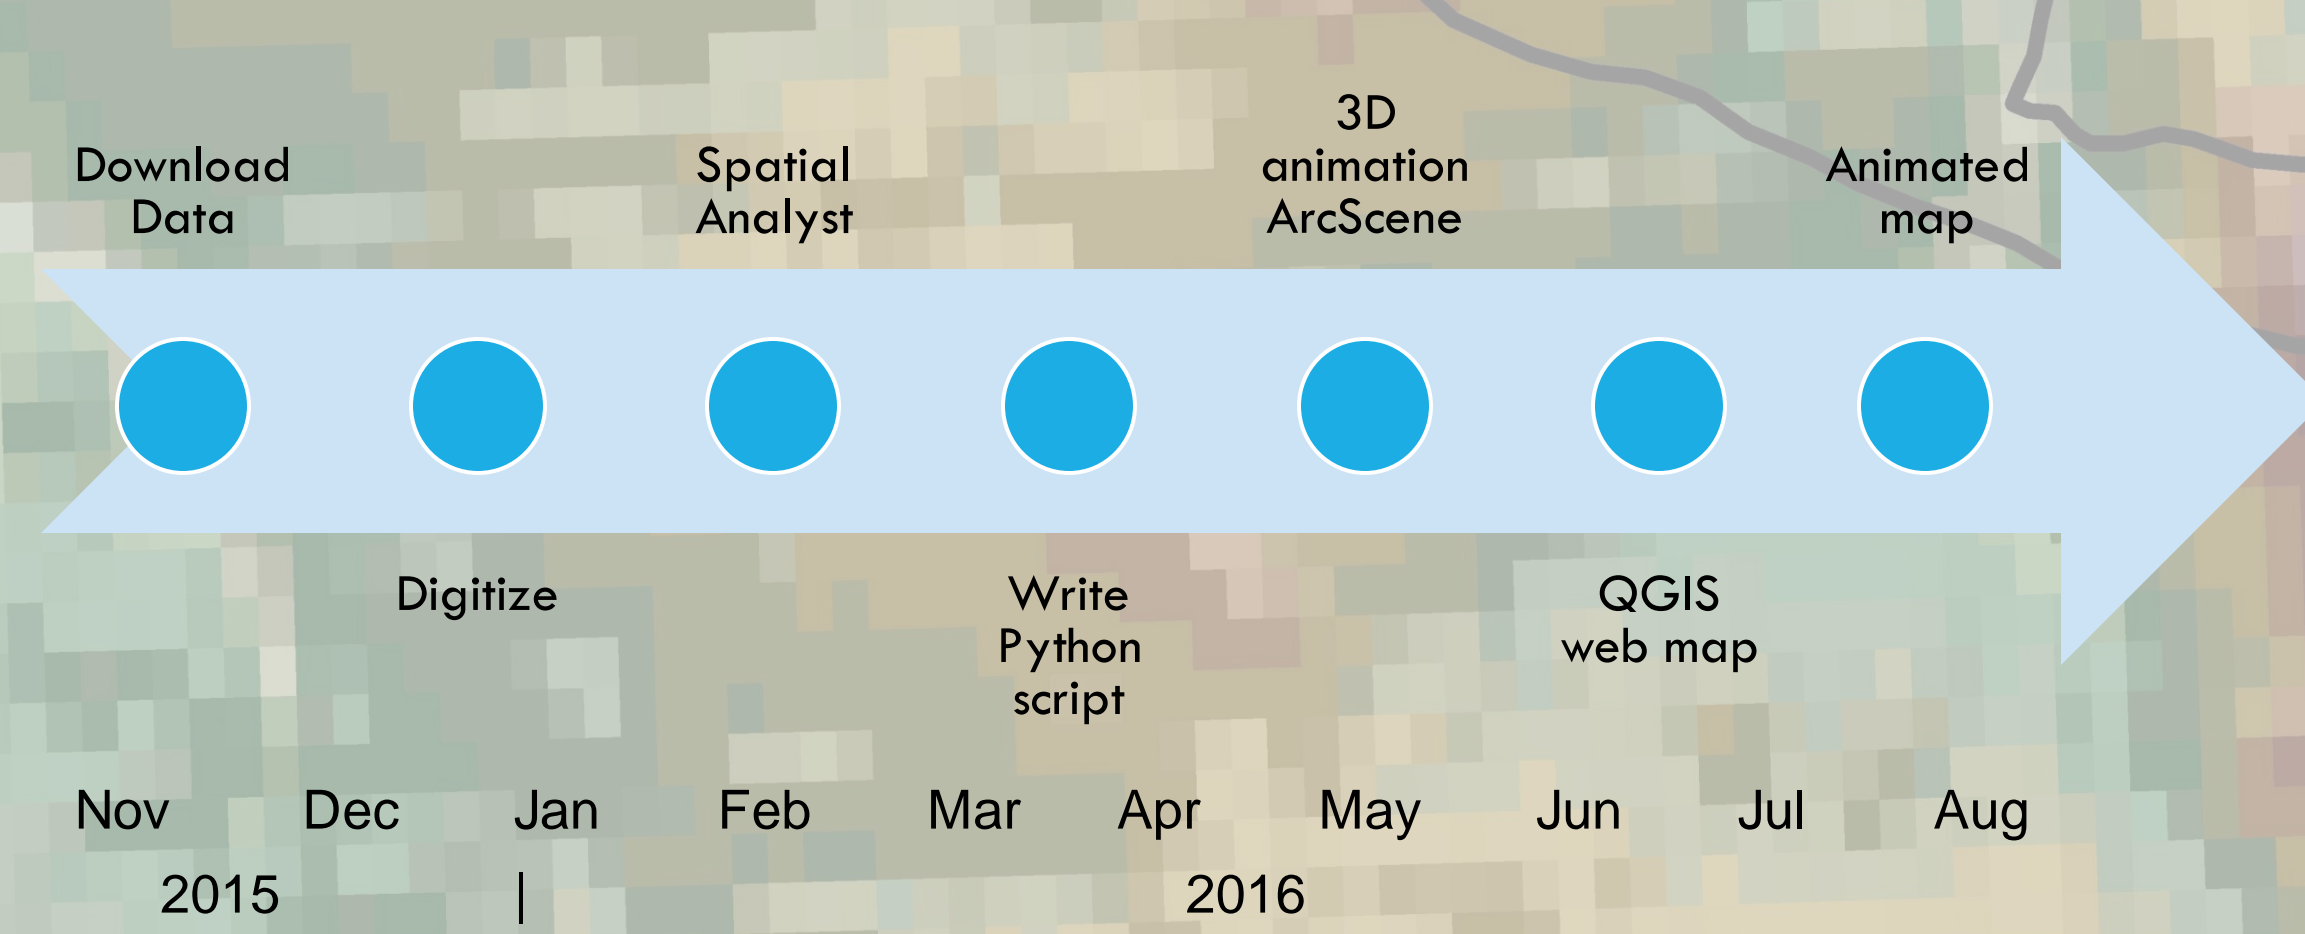 Download
Data
Spatial
Analyst
3D
animation
ArcScene
Animated
map
Digitize
Write
Python
script
QGIS
web map
Nov Dec Jan Feb Mar Apr May Jun Jul Aug
2015 | 2016